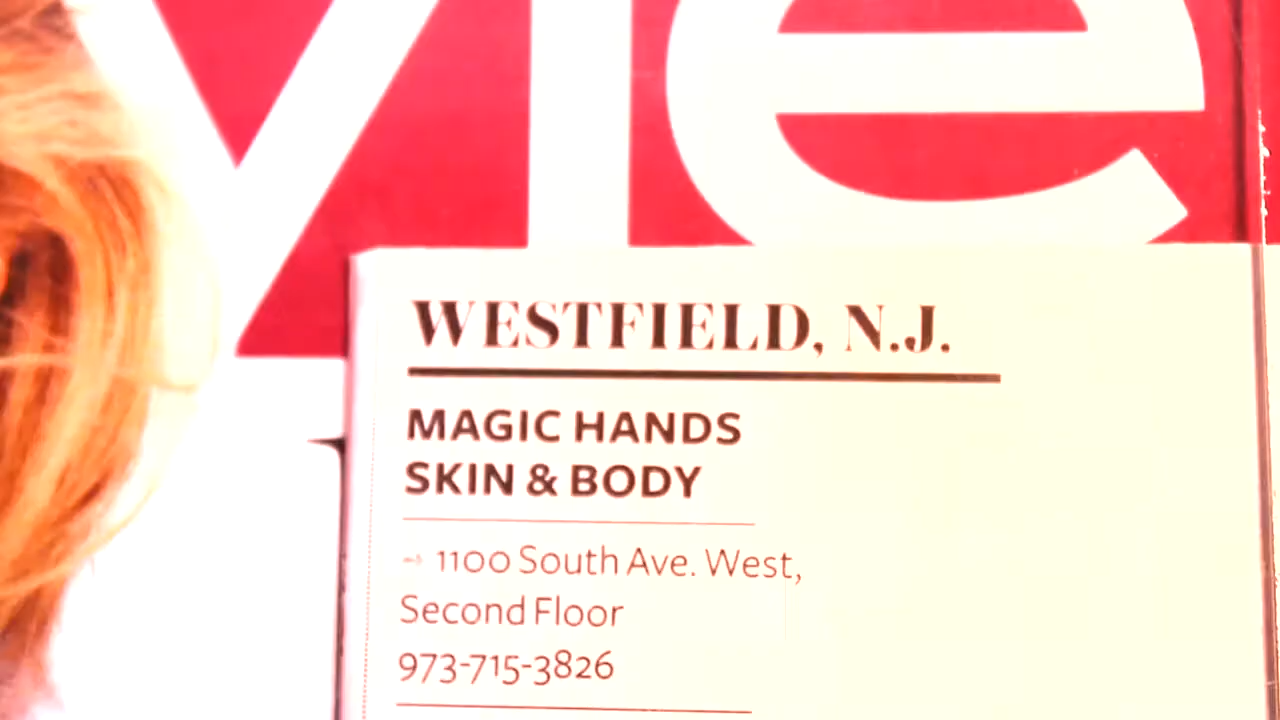 vie
WESTFIELD, N.J.
MAGIC HANDS
SKIN & BODY
→ 1100 South Ave. West,
Second Floor
973-715-3826